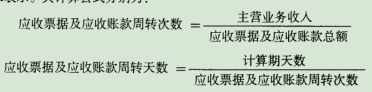 应收票据及应收账款周转次数 = 主营业务收入
应收票据及应收账款总额
应收票据及应收账款周转天数 = 计算期天数
应收票据及应收账款周转次数